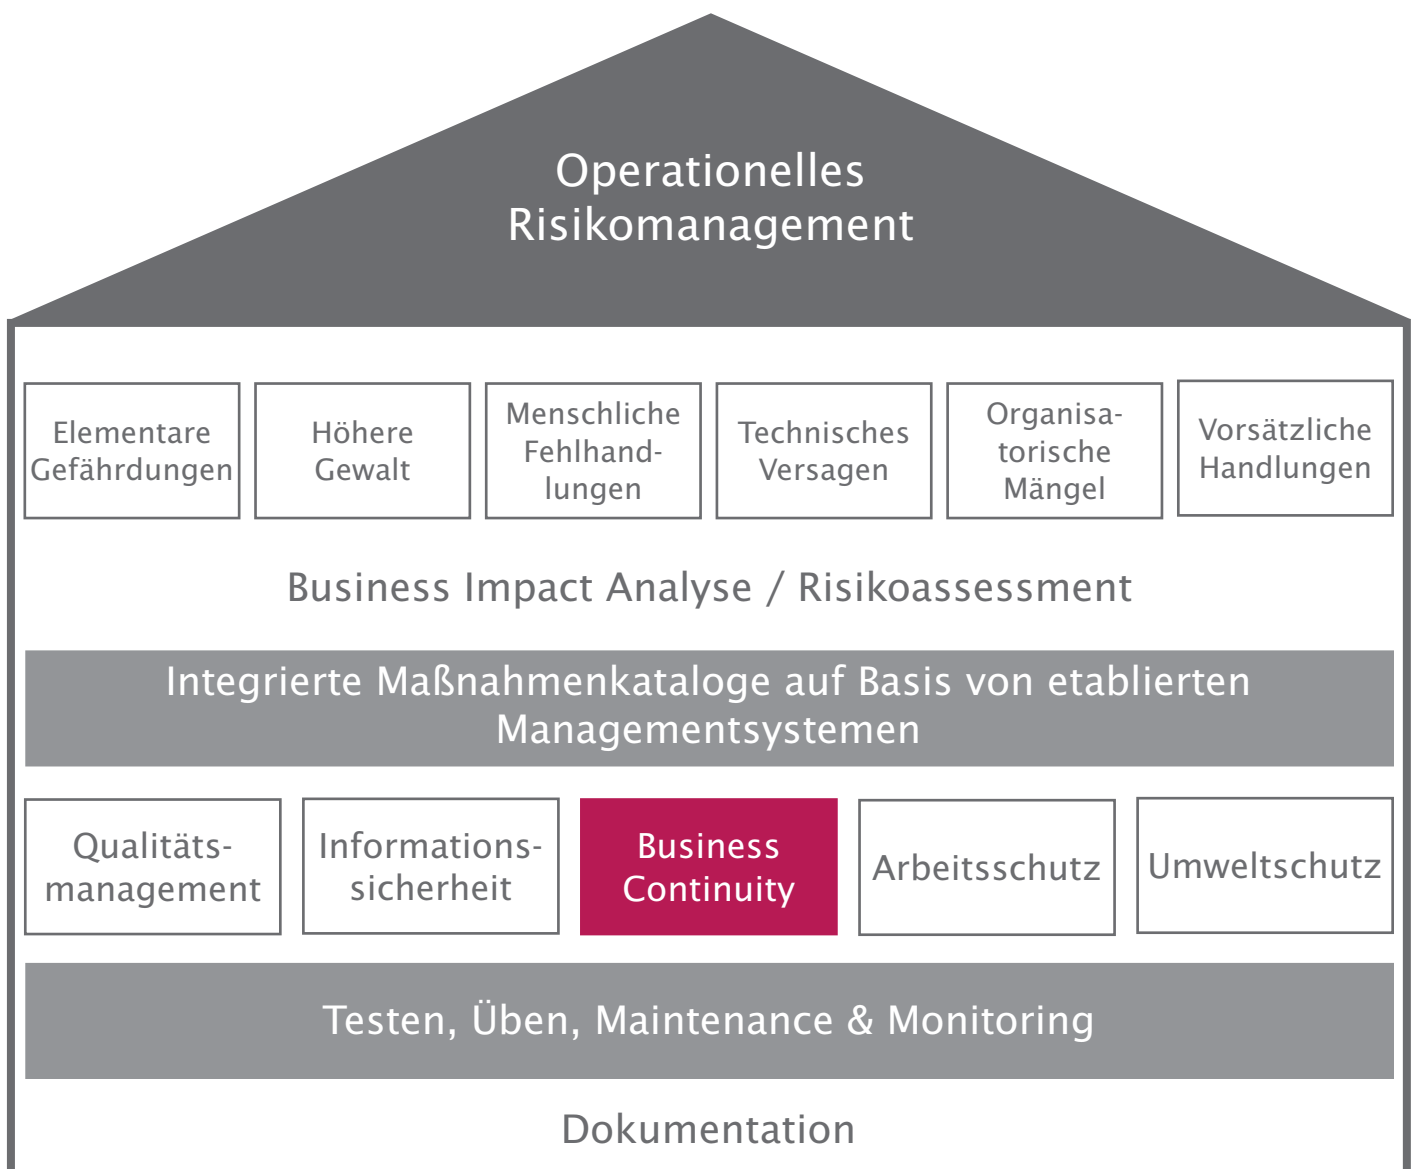 Operationelles
Risikomanagement
Elementare
Gefährdungen
Höhere
Gewalt
Menschliche
Fehlhand-
lungen
Technisches
Versagen
Organisa-
torische
Mängel
Vorsätzliche
Handlungen
Business Impact Analyse / Risikoassessment
Integrierte Maßnahmenkataloge auf Basis von etablierten
Managementsystemen
Qualitäts-
management
Informations-
sicherheit
Business
Continuity
Arbeitsschutz
Umweltschutz
Testen, Üben, Maintenance & Monitoring
Dokumentation